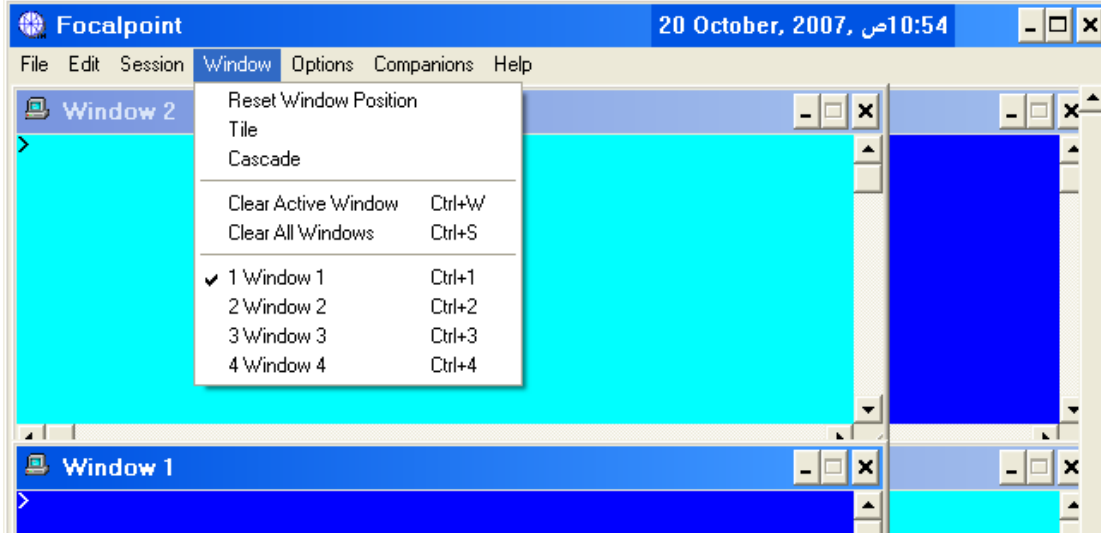 Focalpoint 20 October, 2007, ص10:54
File Edit Session Window Options Companions Help
Window 2
Reset Window Position
Tile
Cascade
Clear Active Window Ctrl+W
Clear All Windows Ctrl+S
1 Window 1 Ctrl+1
2 Window 2 Ctrl+2
3 Window 3 Ctrl+3
4 Window 4 Ctrl+4
>
Window 1
>